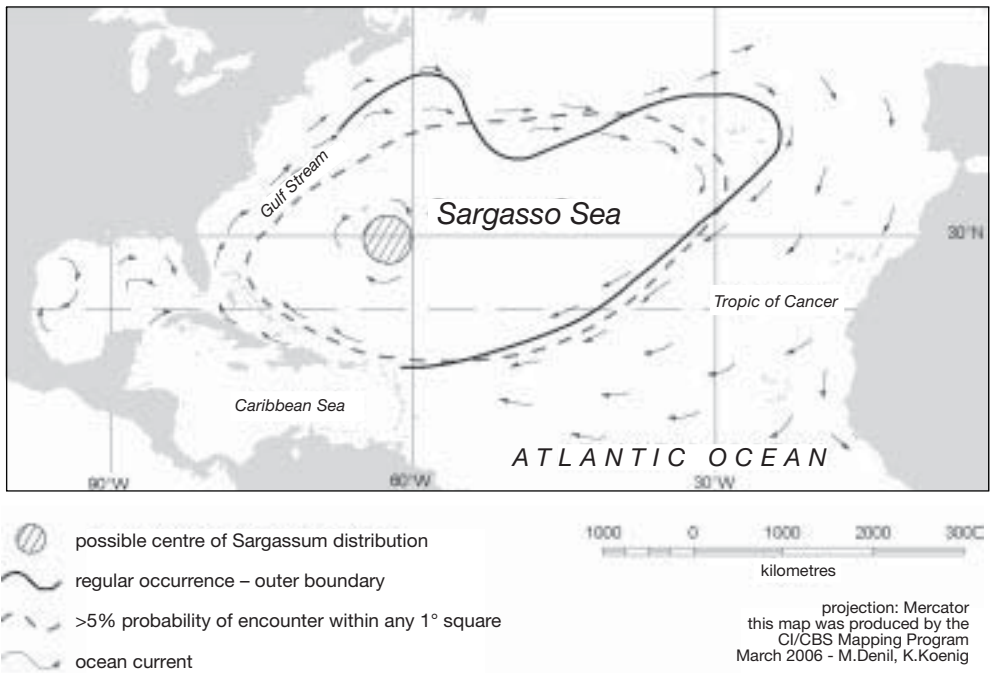 Gulf Stream
Sargasso Sea
30°N
Tropic of Cancer
Caribbean Sea
ATLANTIC OCEAN
90°W
60°W
30°W
possible centre of Sargassum distribution
regular occurrence – outer boundary
>5% probability of encounter within any 1° square
ocean current
1000 0 1000 2000 300
kilometres
projection: Mercator
this map was produced by the
CI/CBS Mapping Program
March 2006 - M.Denil, K.Koenig